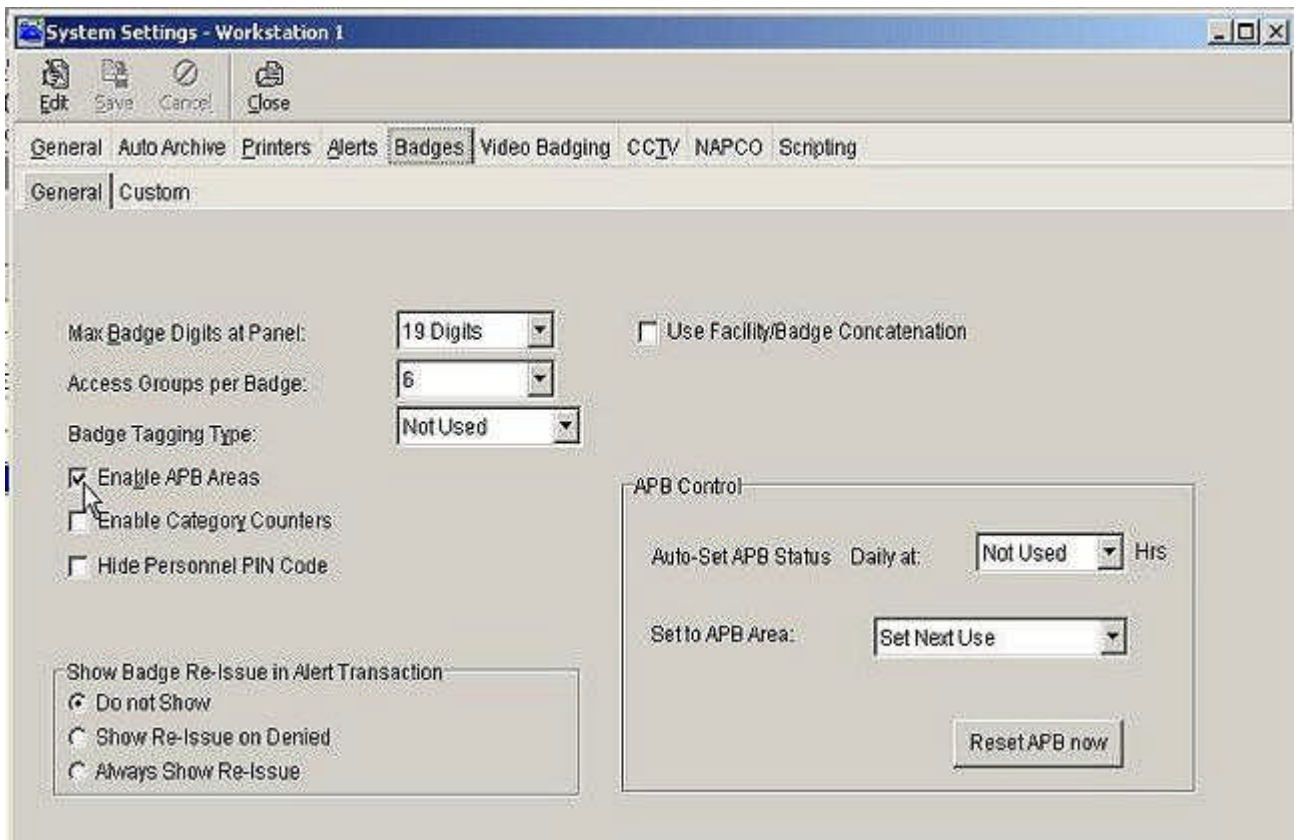 System Settings - Workstation 1
Edit Save Cancel Close
General Auto Archive Printers Alerts Badges Video Badging CCTV NAPCO Scripting
General Custom
Max Badge Digits at Panel: 19 Digits Use Facility/Badge Concatenation
Access Groups per Badge: 6
Badge Tagging Type: Not Used
Enable APB Areas
Enable Category Counters
Hide Personnel PIN Code
APB Control
Auto-Set APB Status Daily at: Not Used Hrs
Set to APB Area: Set Next Use
Reset APB now
Show Badge Re-Issue in Alert Transaction
Do not Show
Show Re-Issue on Denied
Always Show Re-Issue